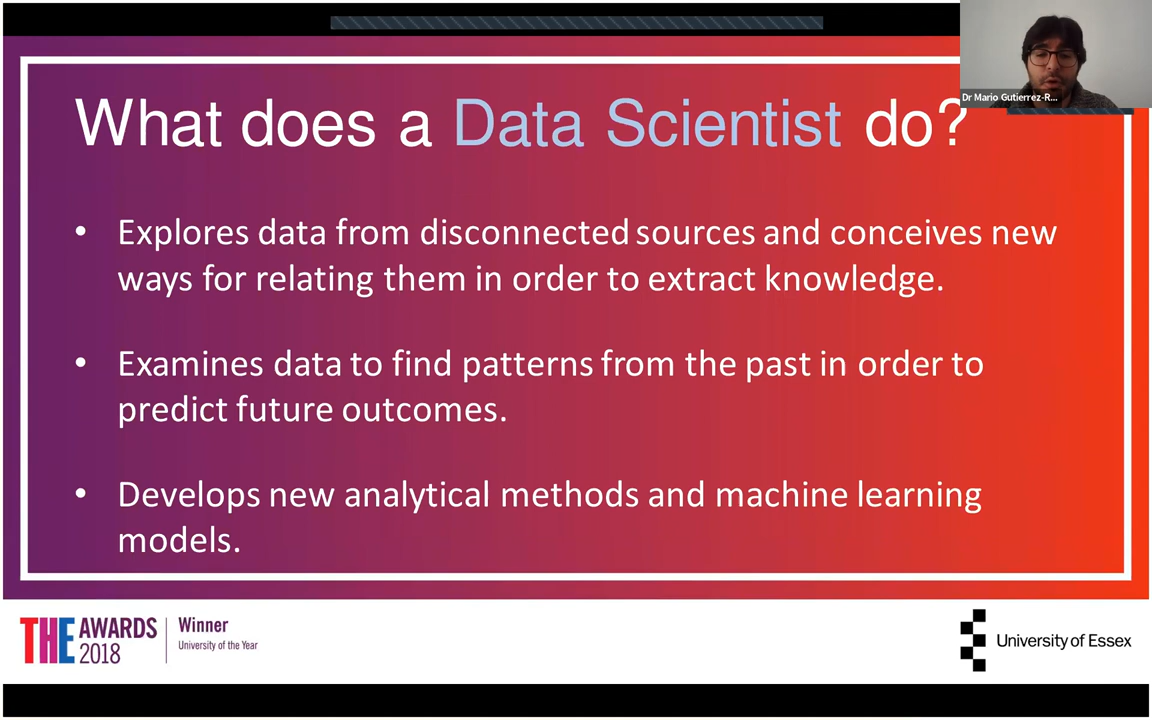 Dr Mario Gutierrez-R...
What does a Data Scientist do?
• Explores data from disconnected sources and conceives new
ways for relating them in order to extract knowledge.
• Examines data to find patterns from the past in order to
predict future outcomes.
• Develops new analytical methods and machine learning
models.
THE AWARDS 2018
Winner
University of the Year
University of Essex